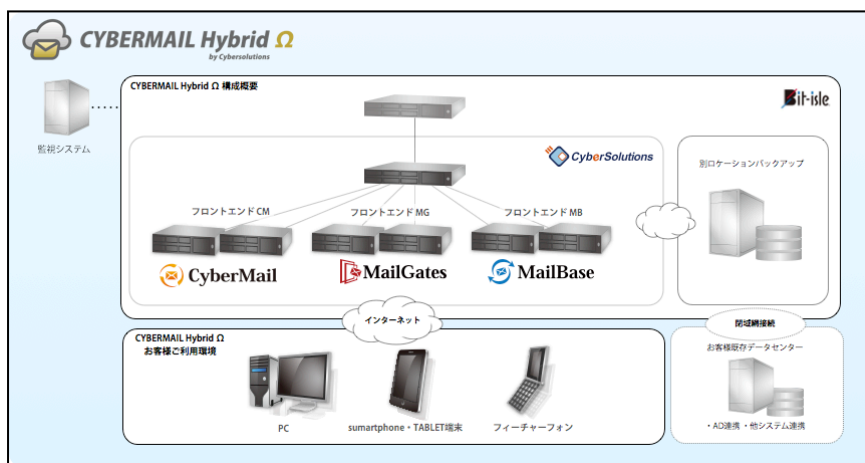 CYBERMAIL Hybrid Ω
by Cybersolutions
監視システム
CYBERMAIL Hybrid Ω 構成概要
Bit-isle
CyberSolutions
別ロケーションバックアップ
フロントエンド CM
フロントエンド MG
フロントエンド MB
CyberMail
MailGates
MailBase
インターネット
閉域網接続
CYBERMAIL Hybrid Ω
お客様ご利用環境
PC
sumartphone・TABLET端末
フィーチャーフォン
お客様既存データセンター
・AD連携 ・他システム連携